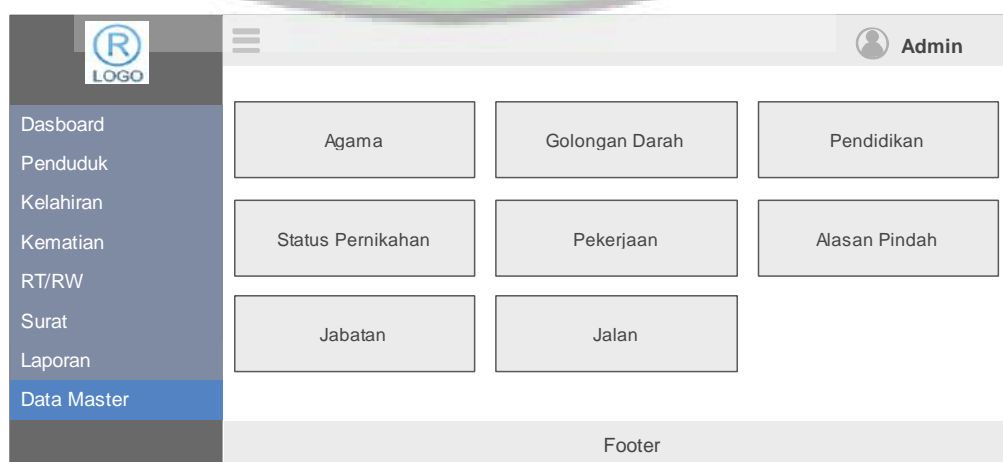 R
LOGO
Admin
Dasboard
Penduduk
Kelahiran
Kematian
RT/RW
Surat
Laporan
Data Master
Agama
Golongan Darah
Pendidikan
Status Pernikahan
Pekerjaan
Alasan Pindah
Jabatan
Jalan
Footer